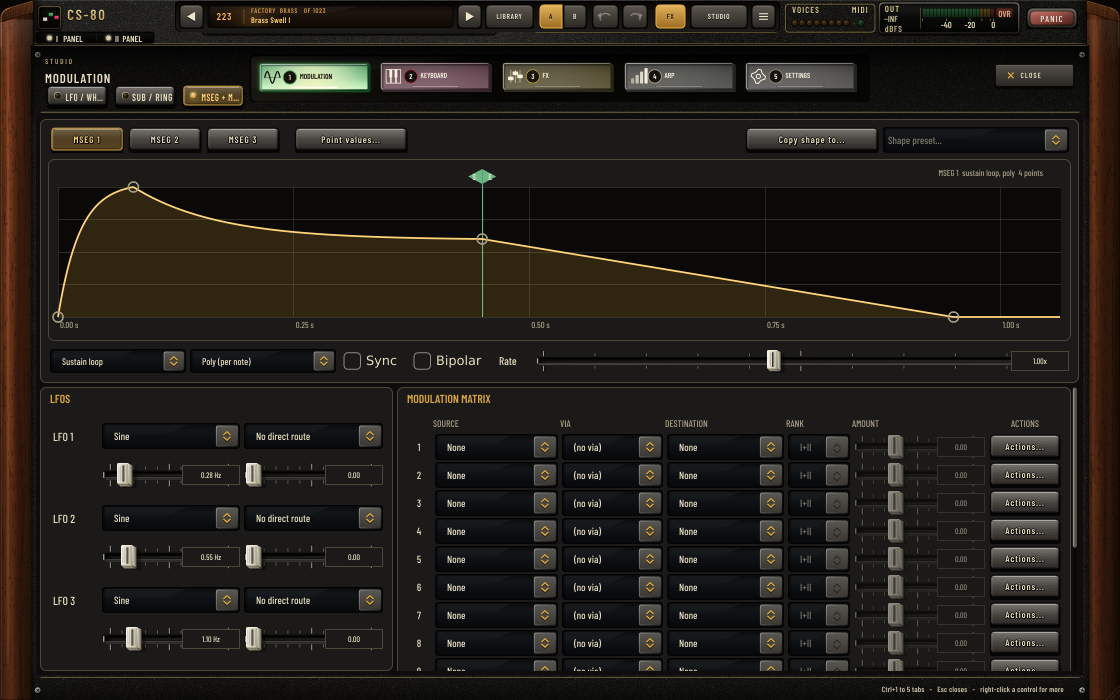 CS-80
I PANEL
II PANEL
223
FACTORY BRASS OF 1023
Brass Swell I
LIBRARY
A
B
FX
STUDIO
VOICES
MIDI
OUT
-INF
dBFS
-40
-20
0
OVR
PANIC
STUDIO
MODULATION
LFO / WH...
SUB / RING
MSEG + M...
1 MODULATION
2 KEYBOARD
3 FX
4 ARP
5 SETTINGS
CLOSE
MSEG 1
MSEG 2
MSEG 3
Point values...
Copy shape to...
Shape preset...
MSEG 1 sustain loop, poly 4 points
0.00 s
0.25 s
0.50 s
0.75 s
1.00 s
Sustain loop
Poly (per note)
Sync
Bipolar
Rate
1.00x
LFOS
LFO 1
Sine
No direct route
0.28 Hz
0.00
LFO 2
Sine
No direct route
0.55 Hz
0.00
LFO 3
Sine
No direct route
1.10 Hz
0.00
MODULATION MATRIX
SOURCE VIA DESTINATION RANK AMOUNT ACTIONS
1 None (no via) None I+II 0.00 Actions...
2 None (no via) None I+II 0.00 Actions...
3 None (no via) None I+II 0.00 Actions...
4 None (no via) None I+II 0.00 Actions...
5 None (no via) None I+II 0.00 Actions...
6 None (no via) None I+II 0.00 Actions...
7 None (no via) None I+II 0.00 Actions...
8 None (no via) None I+II 0.00 Actions...
Ctrl+1 to 5 tabs - Esc closes - right-click a control for more